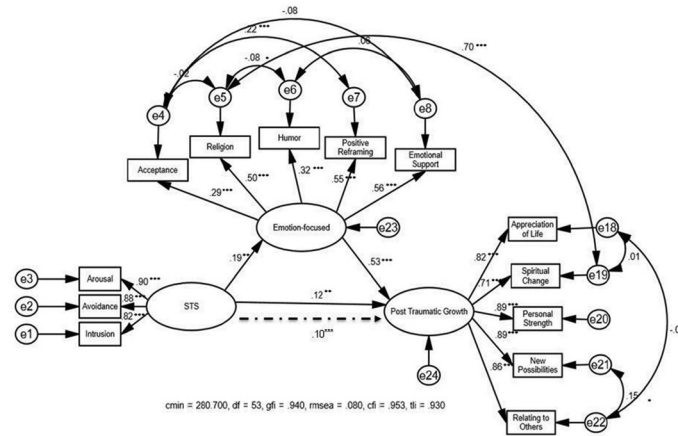 -.08
.22 ***
.70 ***
-.02
-.08 *
.06
e4
e5
e6
e7
e8
Acceptance
Religion
Humor
Positive
Reframing
Emotional
Support
.29***
.50***
.32 ***
.55***
.56***
Emotion-focused
e23
.19**
.53***
e3
Arousal
.90***
e2
Avoidance
.88***
e1
Intrusion
.82***
STS
.12**
.10***
Post Traumatic Growth
e24
Appreciation
of Life
e18
.82***
.01
Spiritual
Change
e19
.71***
Personal
Strength
e20
.89***
New
Possibilities
e21
.89***
Relating to
Others
e22
.15 *
cmin = 280.700, df = 53, gfi = .940, rmsea = .080, cfi = .953, tli = .930